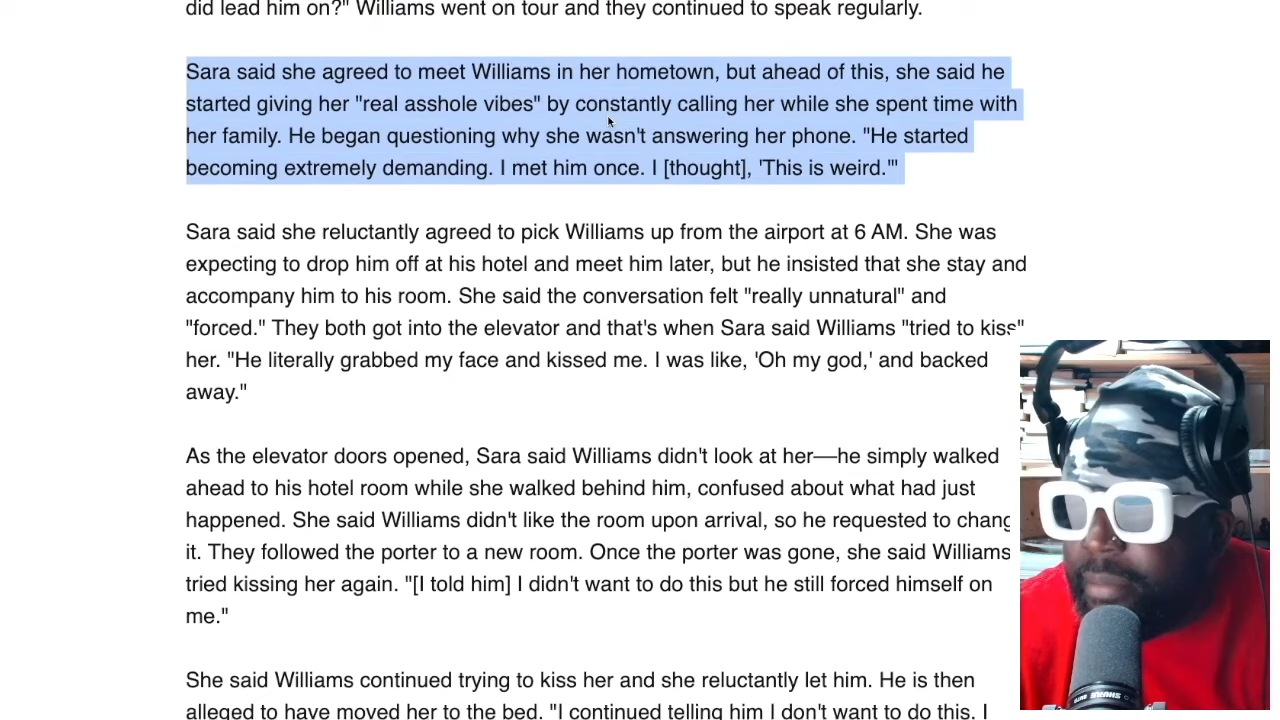 did lead him on?" Williams went on tour and they continued to speak regularly.
Sara said she agreed to meet Williams in her hometown, but ahead of this, she said he
started giving her "real asshole vibes" by constantly calling her while she spent time with
her family. He began questioning why she wasn't answering her phone. "He started
becoming extremely demanding. I met him once. I [thought], 'This is weird.'"
Sara said she reluctantly agreed to pick Williams up from the airport at 6 AM. She was
expecting to drop him off at his hotel and meet him later, but he insisted that she stay and
accompany him to his room. She said the conversation felt "really unnatural" and
"forced." They both got into the elevator and that's when Sara said Williams "tried to kiss"
her. "He literally grabbed my face and kissed me. I was like, 'Oh my god,' and backed
away."
As the elevator doors opened, Sara said Williams didn't look at her—he simply walked
ahead to his hotel room while she walked behind him, confused about what had just
happened. She said Williams didn't like the room upon arrival, so he requested to chang
it. They followed the porter to a new room. Once the porter was gone, she said Williams
tried kissing her again. "[I told him] I didn't want to do this but he still forced himself on
me."
She said Williams continued trying to kiss her and she reluctantly let him. He is then
alleged to have moved her to the bed. "I continued telling him I don't want to do this. I
SHURE